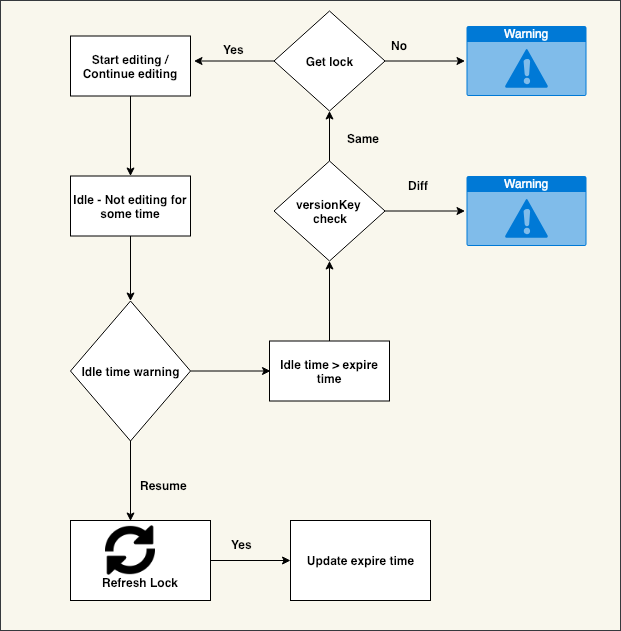 Start editing /
Continue editing
Yes
Get lock
No
Warning
Same
Idle - Not editing for
some time
versionKey
check
Diff
Warning
Idle time warning
Idle time > expire
time
Resume
Refresh Lock
Yes
Update expire time